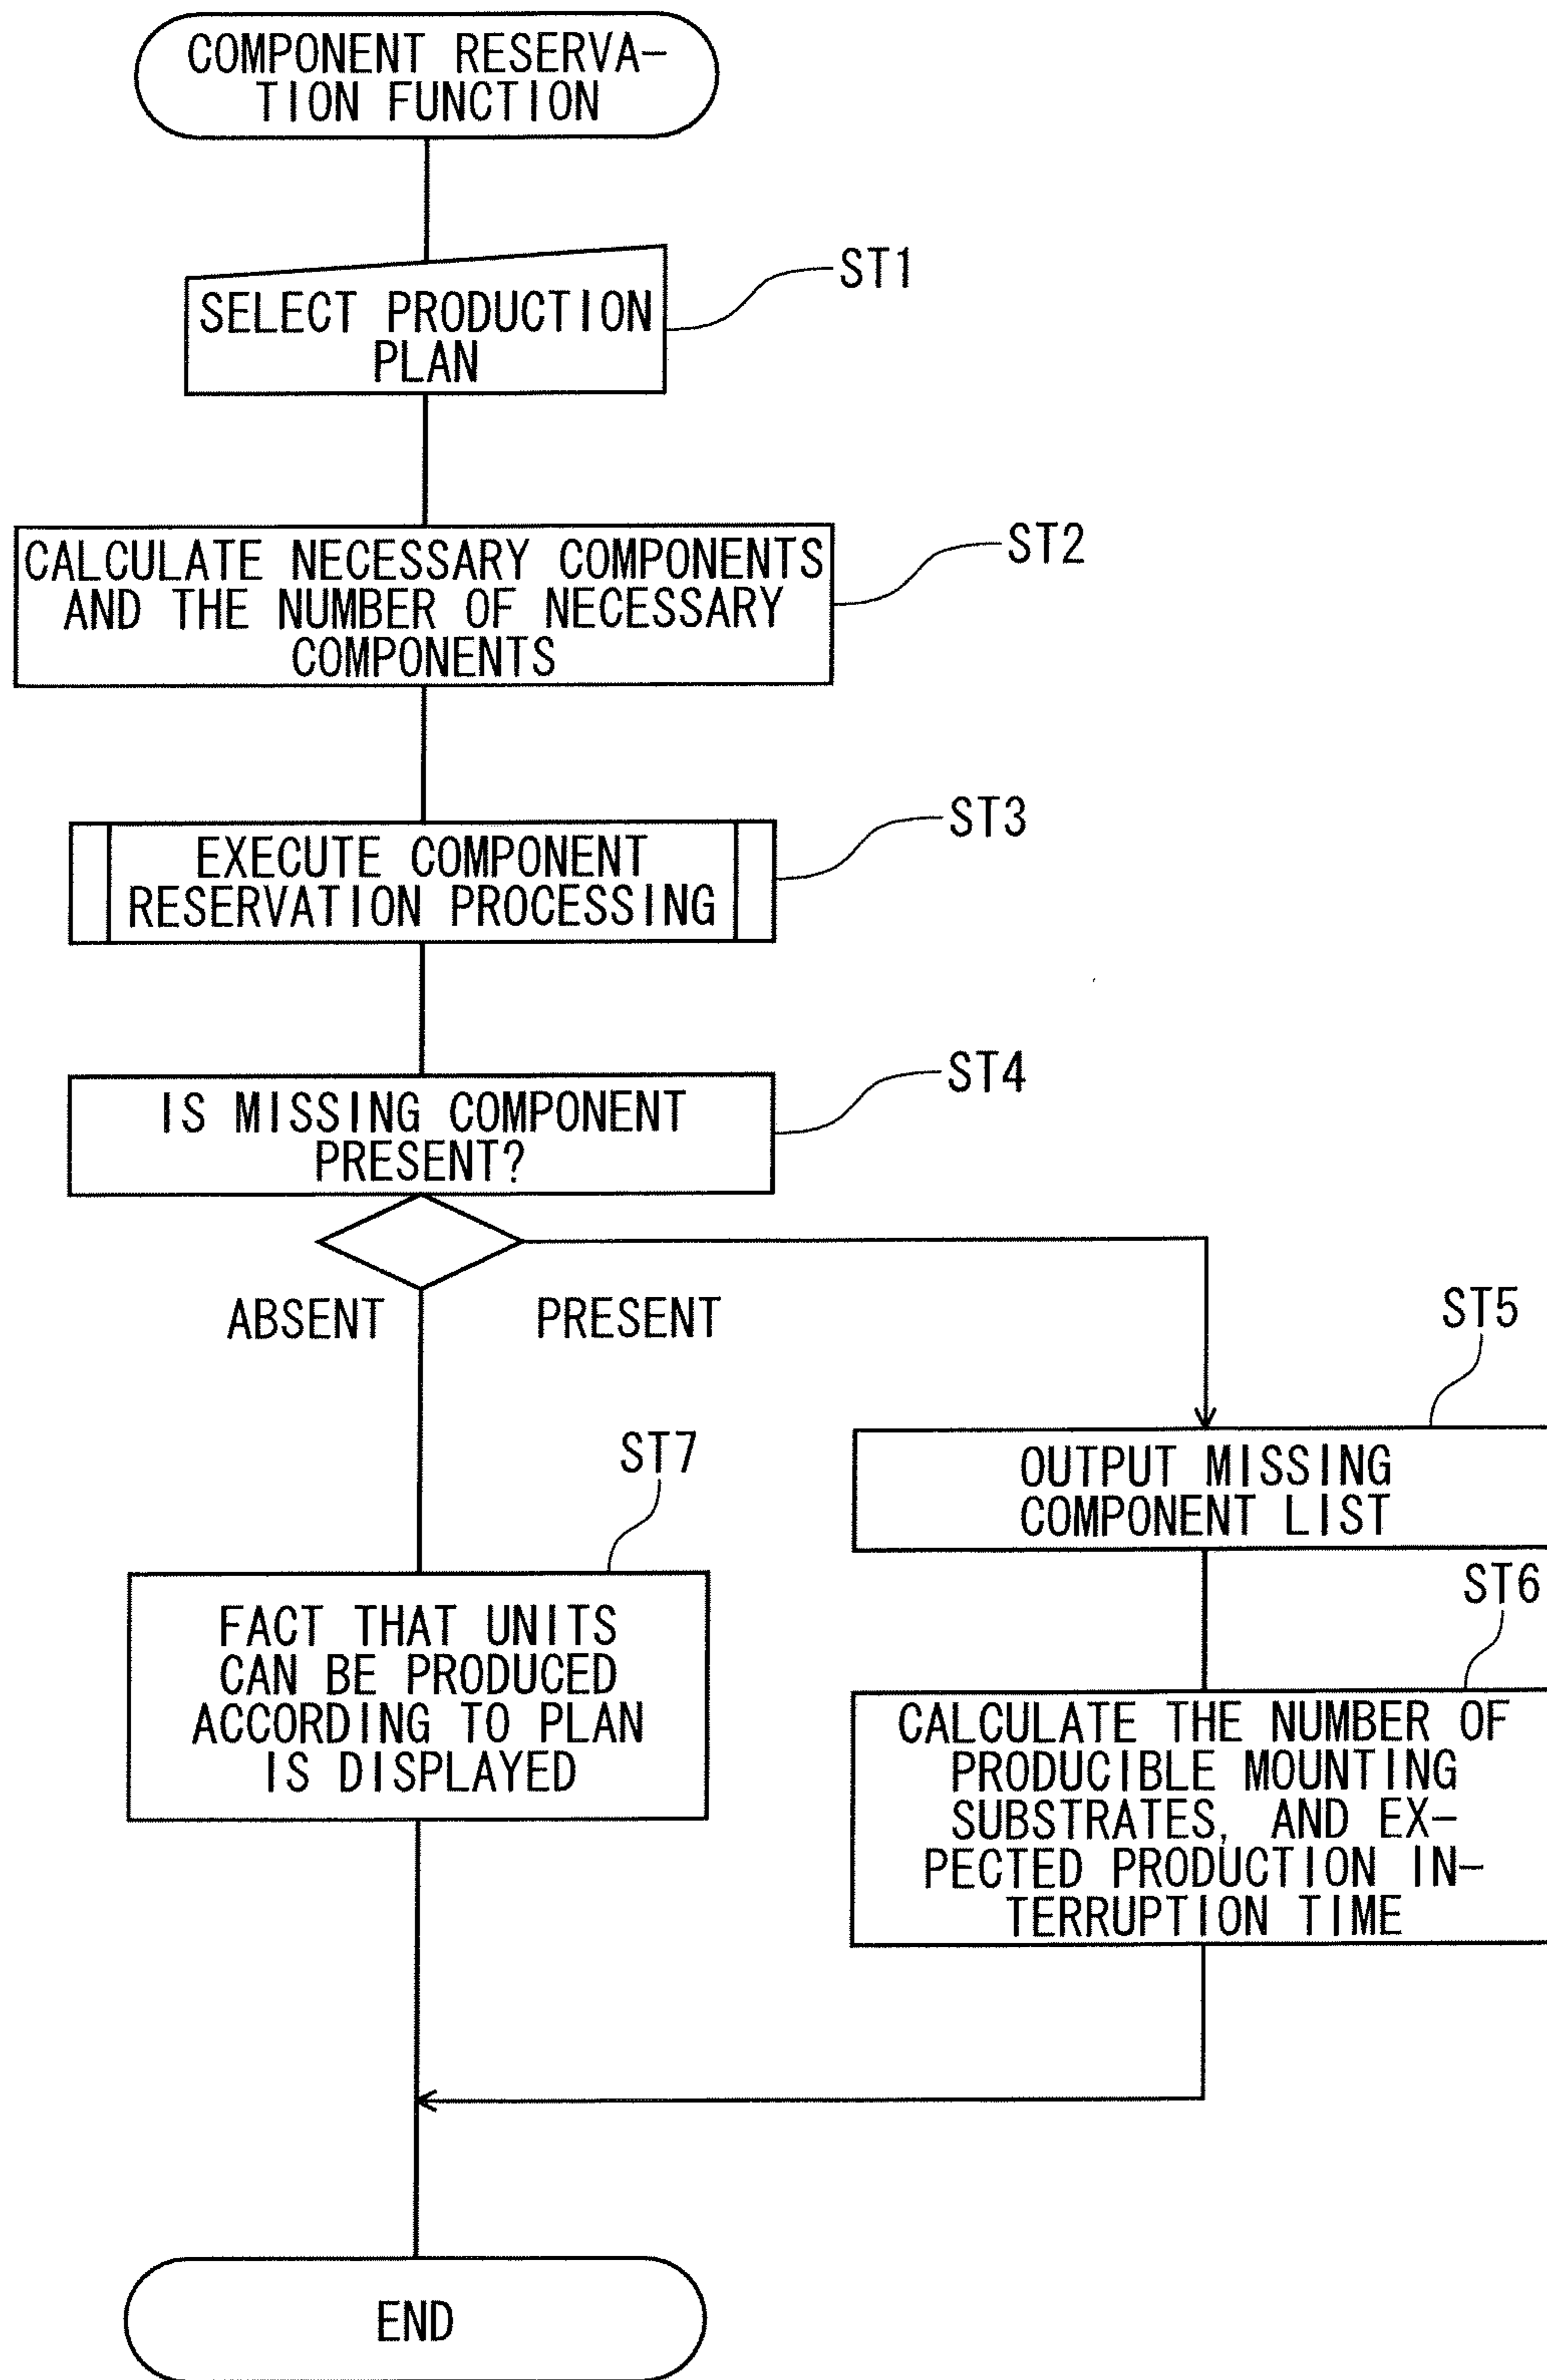 COMPONENT RESERVA-
TION FUNCTION
ST1
SELECT PRODUCTION
PLAN
ST2
CALCULATE NECESSARY COMPONENTS
AND THE NUMBER OF NECESSARY
COMPONENTS
ST3
EXECUTE COMPONENT
RESERVATION PROCESSING
ST4
IS MISSING COMPONENT
PRESENT?
ABSENT
PRESENT
ST5
OUTPUT MISSING
COMPONENT LIST
ST7
FACT THAT UNITS
CAN BE PRODUCED
ACCORDING TO PLAN
IS DISPLAYED
ST6
CALCULATE THE NUMBER OF
PRODUCIBLE MOUNTING
SUBSTRATES, AND EX-
PECTED PRODUCTION IN-
TERRUPTION TIME
END